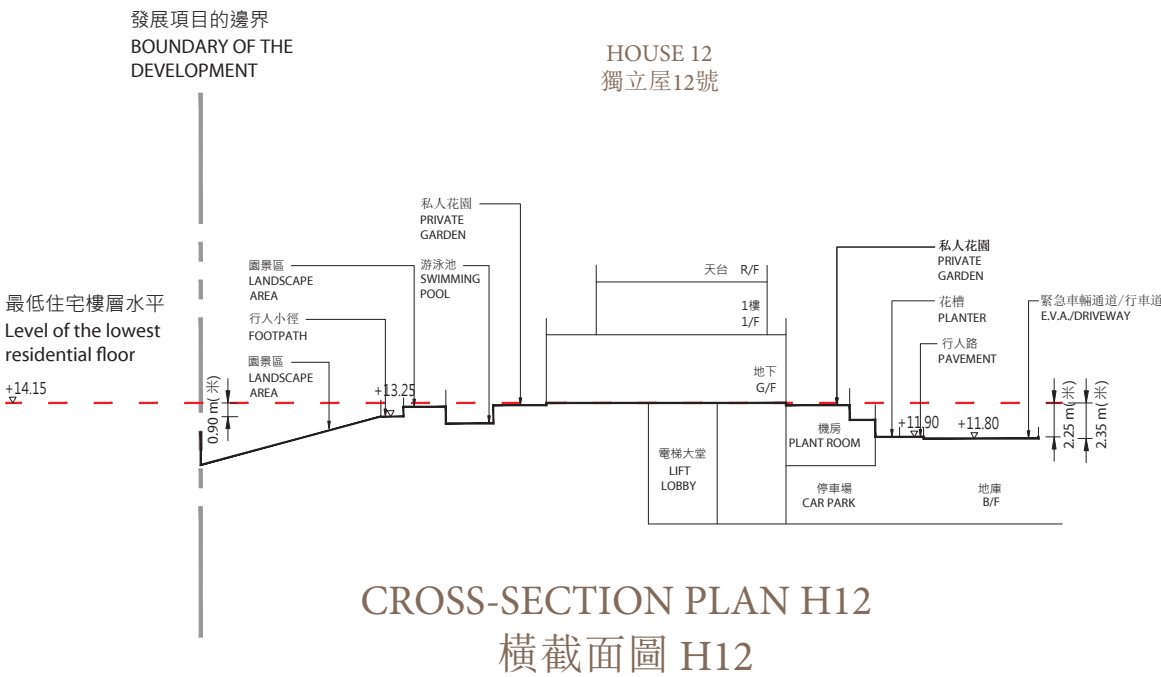 發展項目的邊界
BOUNDARY OF THE
DEVELOPMENT
HOUSE 12
獨立屋12號
私人花園
PRIVATE
GARDEN
園景區
LANDSCAPE
AREA
游泳池
SWIMMING
POOL
行人小徑
FOOTPATH
園景區
LANDSCAPE
AREA
最低住宅樓層水平
Level of the lowest
residential floor
+14.15
0.90 m(米)
+13.25
天台 R/F
1樓
1/F
地下
G/F
私人花園
PRIVATE
GARDEN
花槽
PLANTER
緊急車輛通道/行車道
E.V.A./DRIVEWAY
行人路
PAVEMENT
+11.90
+11.80
2.25 m(米)
2.35 m(米)
機房
PLANT ROOM
電梯大堂
LIFT
LOBBY
停車場
CAR PARK
地庫
B/F
CROSS-SECTION PLAN H12
橫截面圖 H12